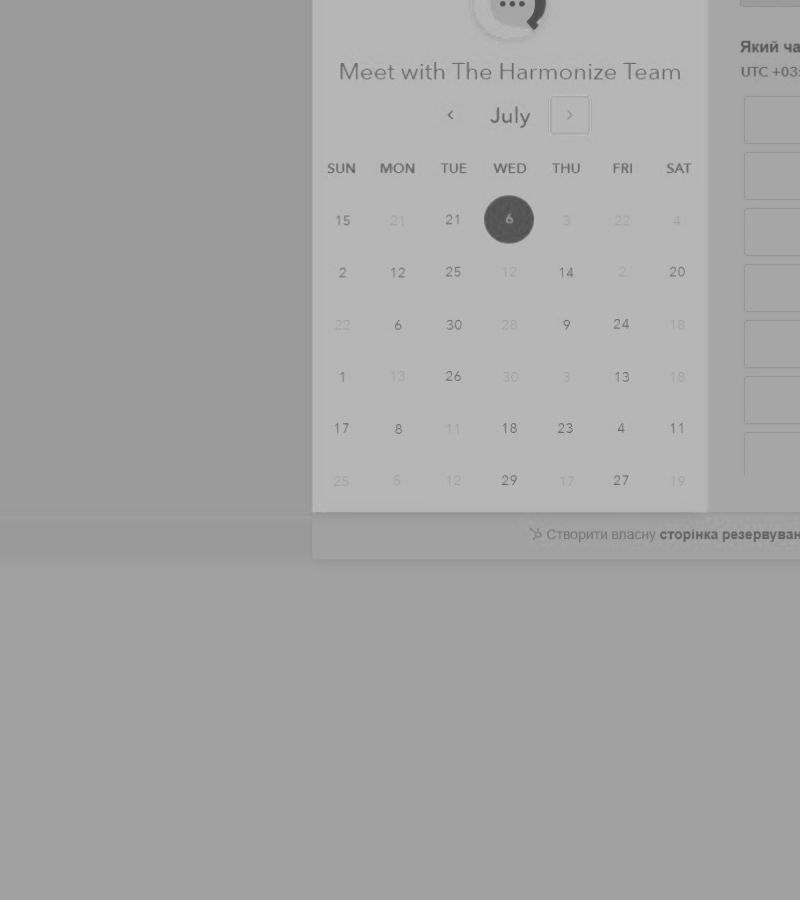 Meet with The Harmonize Team
July
SUN MON TUE WED THU FRI SAT
15 21 21 6 3 22 4
2 12 25 12 14 2 20
22 6 30 28 9 24 18
1 13 26 30 3 13 18
17 8 11 18 23 4 11
25 5 12 29 17 27 19
Який ча
UTC +03:
Створити власну сторінка резервуван